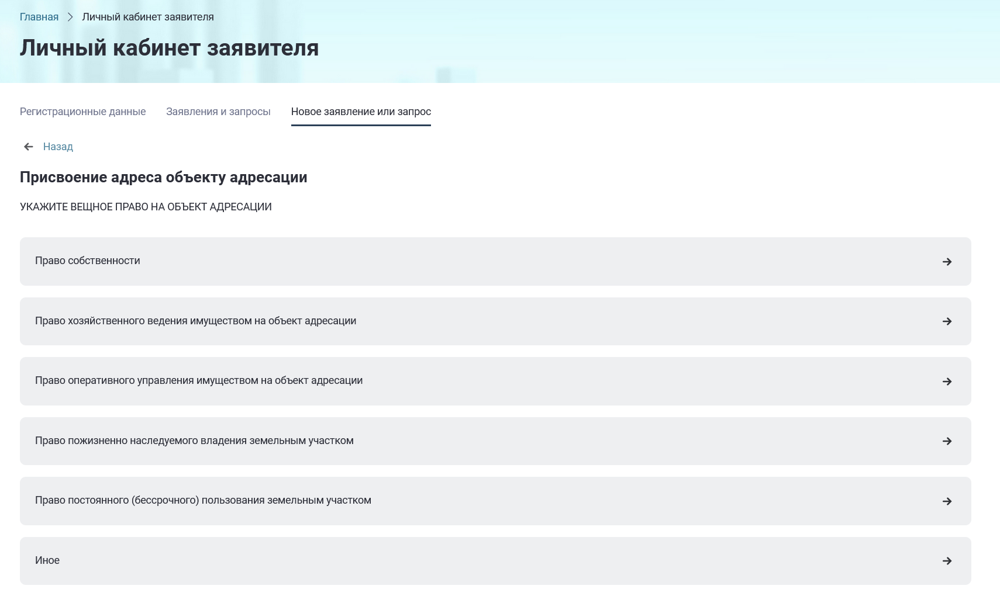 Главная > Личный кабинет заявителя
Личный кабинет заявителя
Регистрационные данные Заявления и запросы Новое заявление или запрос
← Назад
Присвоение адреса объекту адресации
УКАЖИТЕ ВЕЩНОЕ ПРАВО НА ОБЪЕКТ АДРЕСАЦИИ
Право собственности →
Право хозяйственного ведения имуществом на объект адресации →
Право оперативного управления имуществом на объект адресации →
Право пожизненно наследуемого владения земельным участком →
Право постоянного (бессрочного) пользования земельным участком →
Иное →